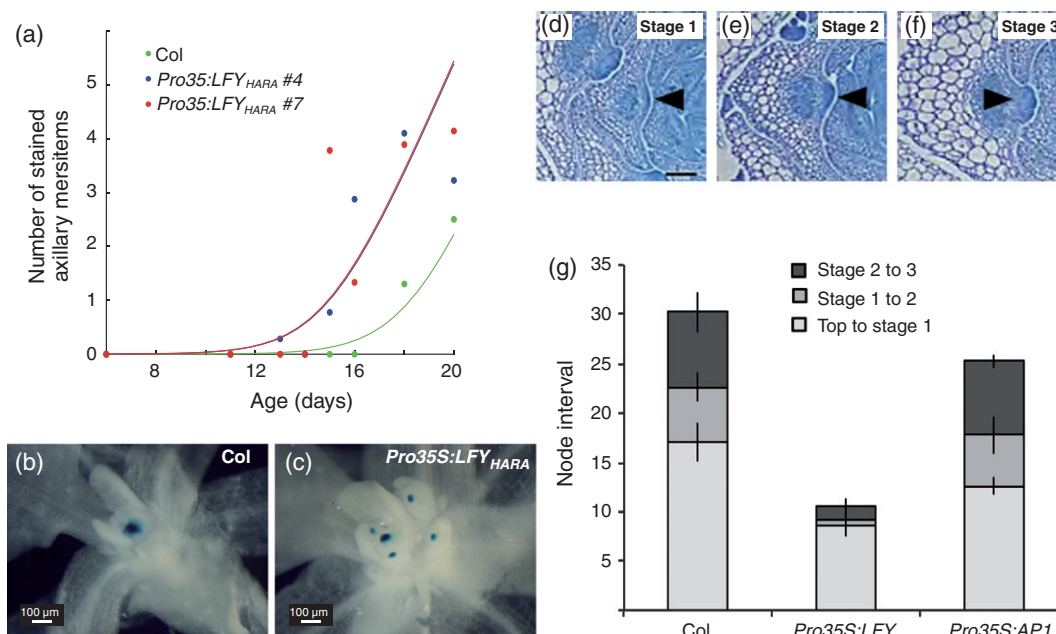 (a)
Col
Pro35:LFYHARA #4
Pro35:LFYHARA #7
Number of stained
axillary mersitems
5
4
3
2
1
0
8
12
16
20
Age (days)
(b)
Col
100 µm
(c)
Pro35S:LFYHARA
100 µm
(d)
Stage 1
(e)
Stage 2
(f)
Stage 3
(g)
Stage 2 to 3
Stage 1 to 2
Top to stage 1
Node interval
35
30
25
20
15
10
5
Col
Pro35S:LFY
Pro35S:AP1